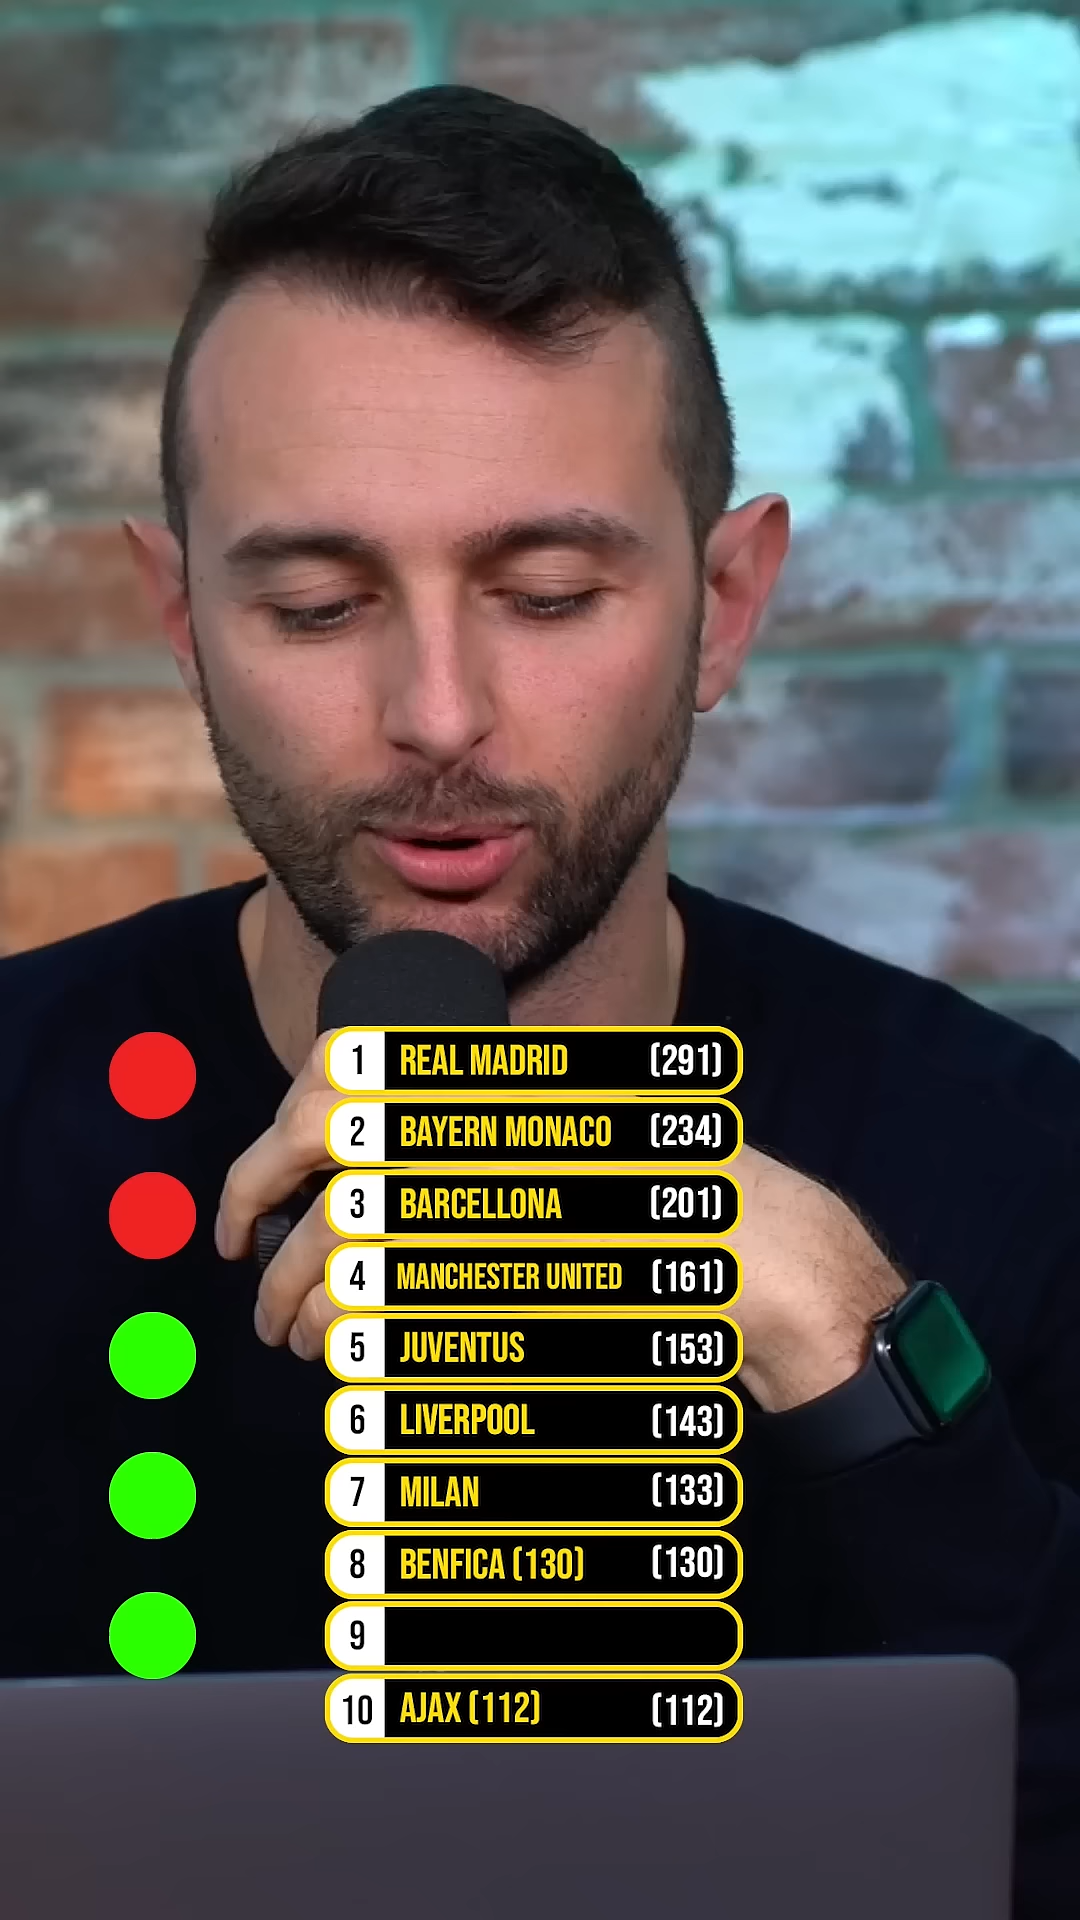 1 REAL MADRID (291)
2 BAYERN MONACO (234)
3 BARCELLONA (201)
4 MANCHESTER UNITED (161)
5 JUVENTUS (153)
6 LIVERPOOL (143)
7 MILAN (133)
8 BENFICA (130) (130)
9
10 AJAX (112) (112)